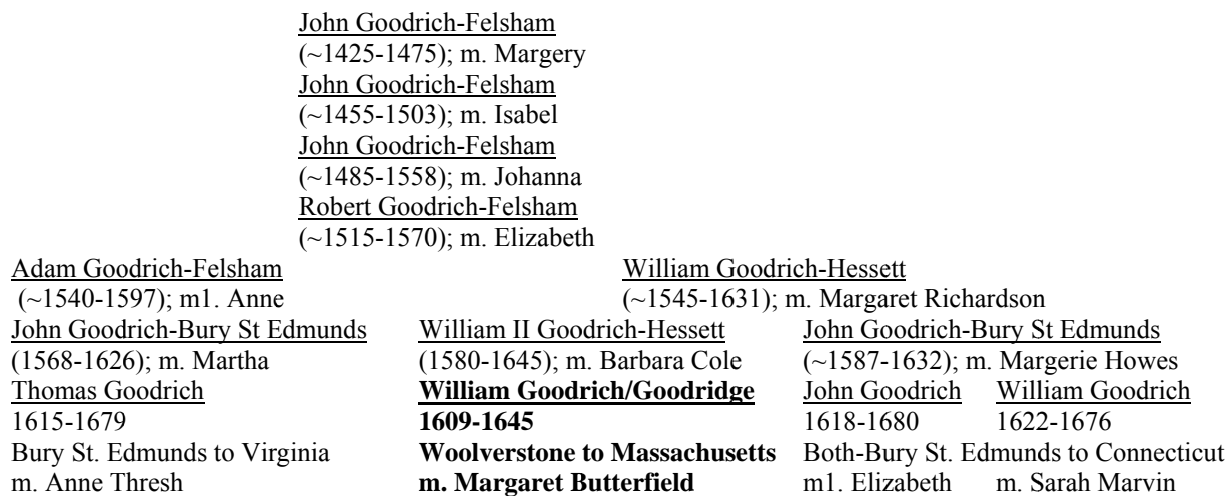 John Goodrich-Felsham
(~1425-1475); m. Margery
John Goodrich-Felsham
(~1455-1503); m. Isabel
John Goodrich-Felsham
(~1485-1558); m. Johanna
Robert Goodrich-Felsham
(~1515-1570); m. Elizabeth
Adam Goodrich-Felsham William Goodrich-Hessett
(~1540-1597); m1. Anne (~1545-1631); m. Margaret Richardson
John Goodrich-Bury St Edmunds William II Goodrich-Hessett John Goodrich-Bury St Edmunds
(1568-1626); m. Martha (1580-1645); m. Barbara Cole (~1587-1632); m. Margerie Howes
Thomas Goodrich William Goodrich/Goodridge John Goodrich William Goodrich
1615-1679 1609-1645 1618-1680 1622-1676
Bury St. Edmunds to Virginia Woolverstone to Massachusetts Both-Bury St. Edmunds to Connecticut
m. Anne Thresh m. Margaret Butterfield m1. Elizabeth m. Sarah Marvin